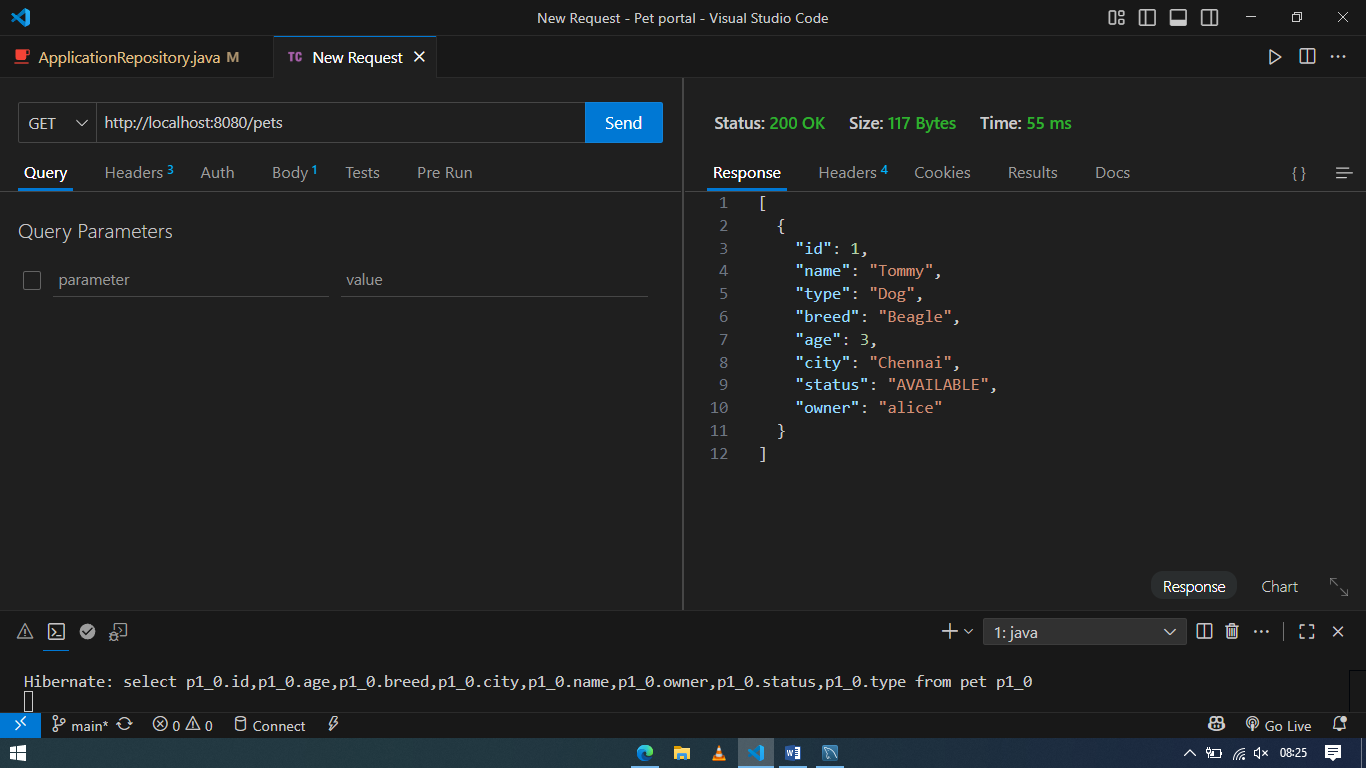 New Request - Pet portal - Visual Studio Code
ApplicationRepository.java M
TC New Request
GET http://localhost:8080/pets Send
Query Headers 3 Auth Body 1 Tests Pre Run
Query Parameters
parameter value
Status: 200 OK Size: 117 Bytes Time: 55 ms
Response Headers 4 Cookies Results Docs { }
1 [
2 {
3 "id": 1,
4 "name": "Tommy",
5 "type": "Dog",
6 "breed": "Beagle",
7 "age": 3,
8 "city": "Chennai",
9 "status": "AVAILABLE",
10 "owner": "alice"
11 }
12 ]
Response Chart
1: java
Hibernate: select p1_0.id,p1_0.age,p1_0.breed,p1_0.city,p1_0.name,p1_0.owner,p1_0.status,p1_0.type from pet p1_0
main* 0 0 Connect Go Live
08:25